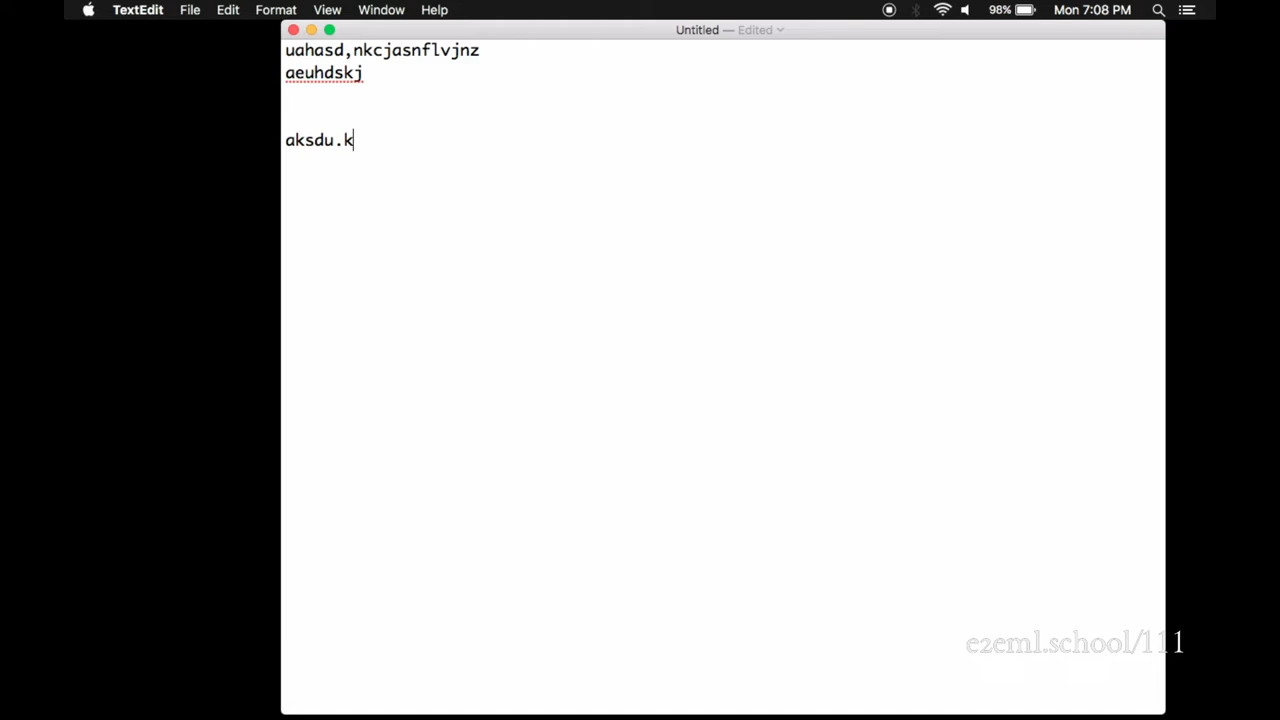 TextEdit File Edit Format View Window Help 98% Mon 7:08 PM
Untitled — Edited
uahasd,nkcjasnflvjnz
aeuhdskj
aksdu.k
e2eml.school/111